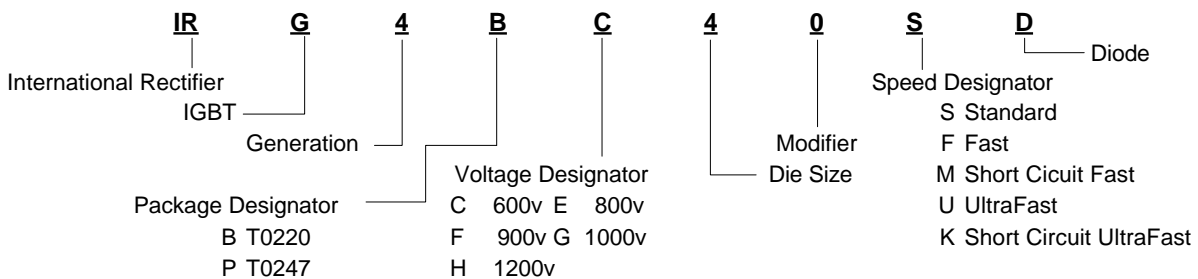 IR G 4 B C 4 0 S D
Diode
International Rectifier
Speed Designator
IGBT
S Standard
Generation
Modifier
F Fast
Voltage Designator
Die Size
M Short Cicuit Fast
Package Designator
C 600v E 800v
U UltraFast
B T0220
F 900v G 1000v
K Short Circuit UltraFast
P T0247
H 1200v